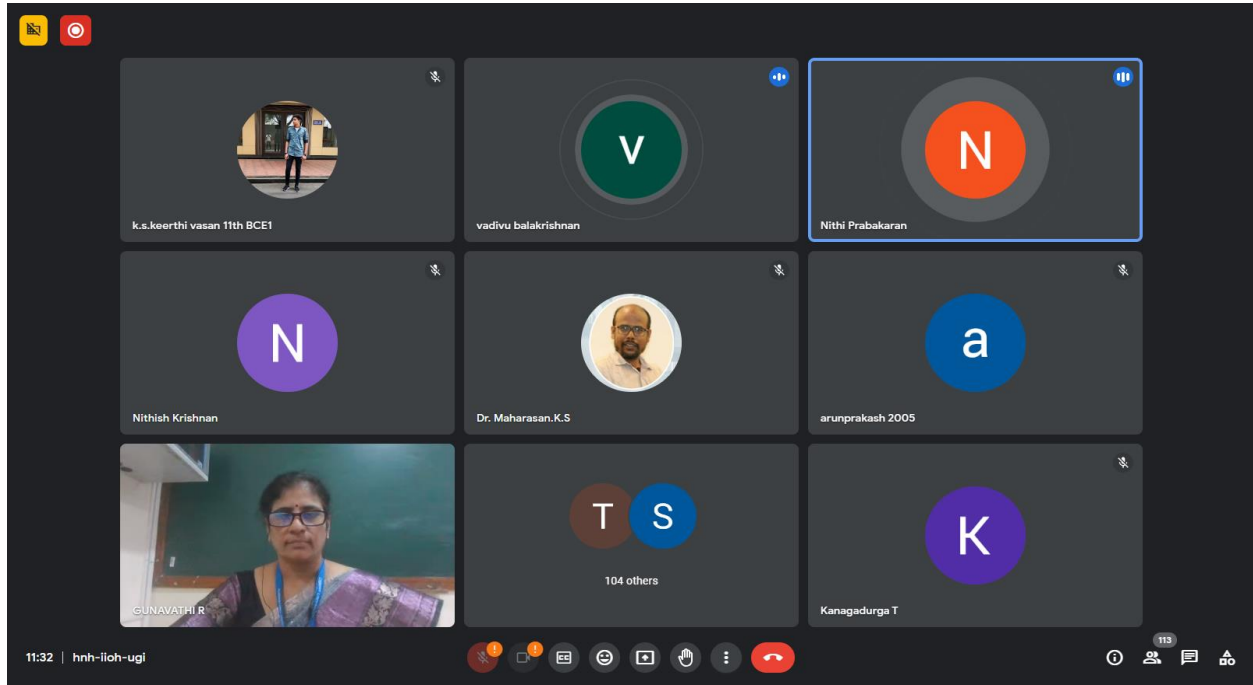 k.s.keerthi vasan 11th BCE1
V
vadivu balakrishnan
N
Nithi Prabakaran
N
Nithish Krishnan
Dr. Maharasan.K.S
a
arunprakash 2005
GUNAVATHI R
T S
104 others
K
Kanagadurga T
11:32 | hnh-iioh-ugi
CC
113